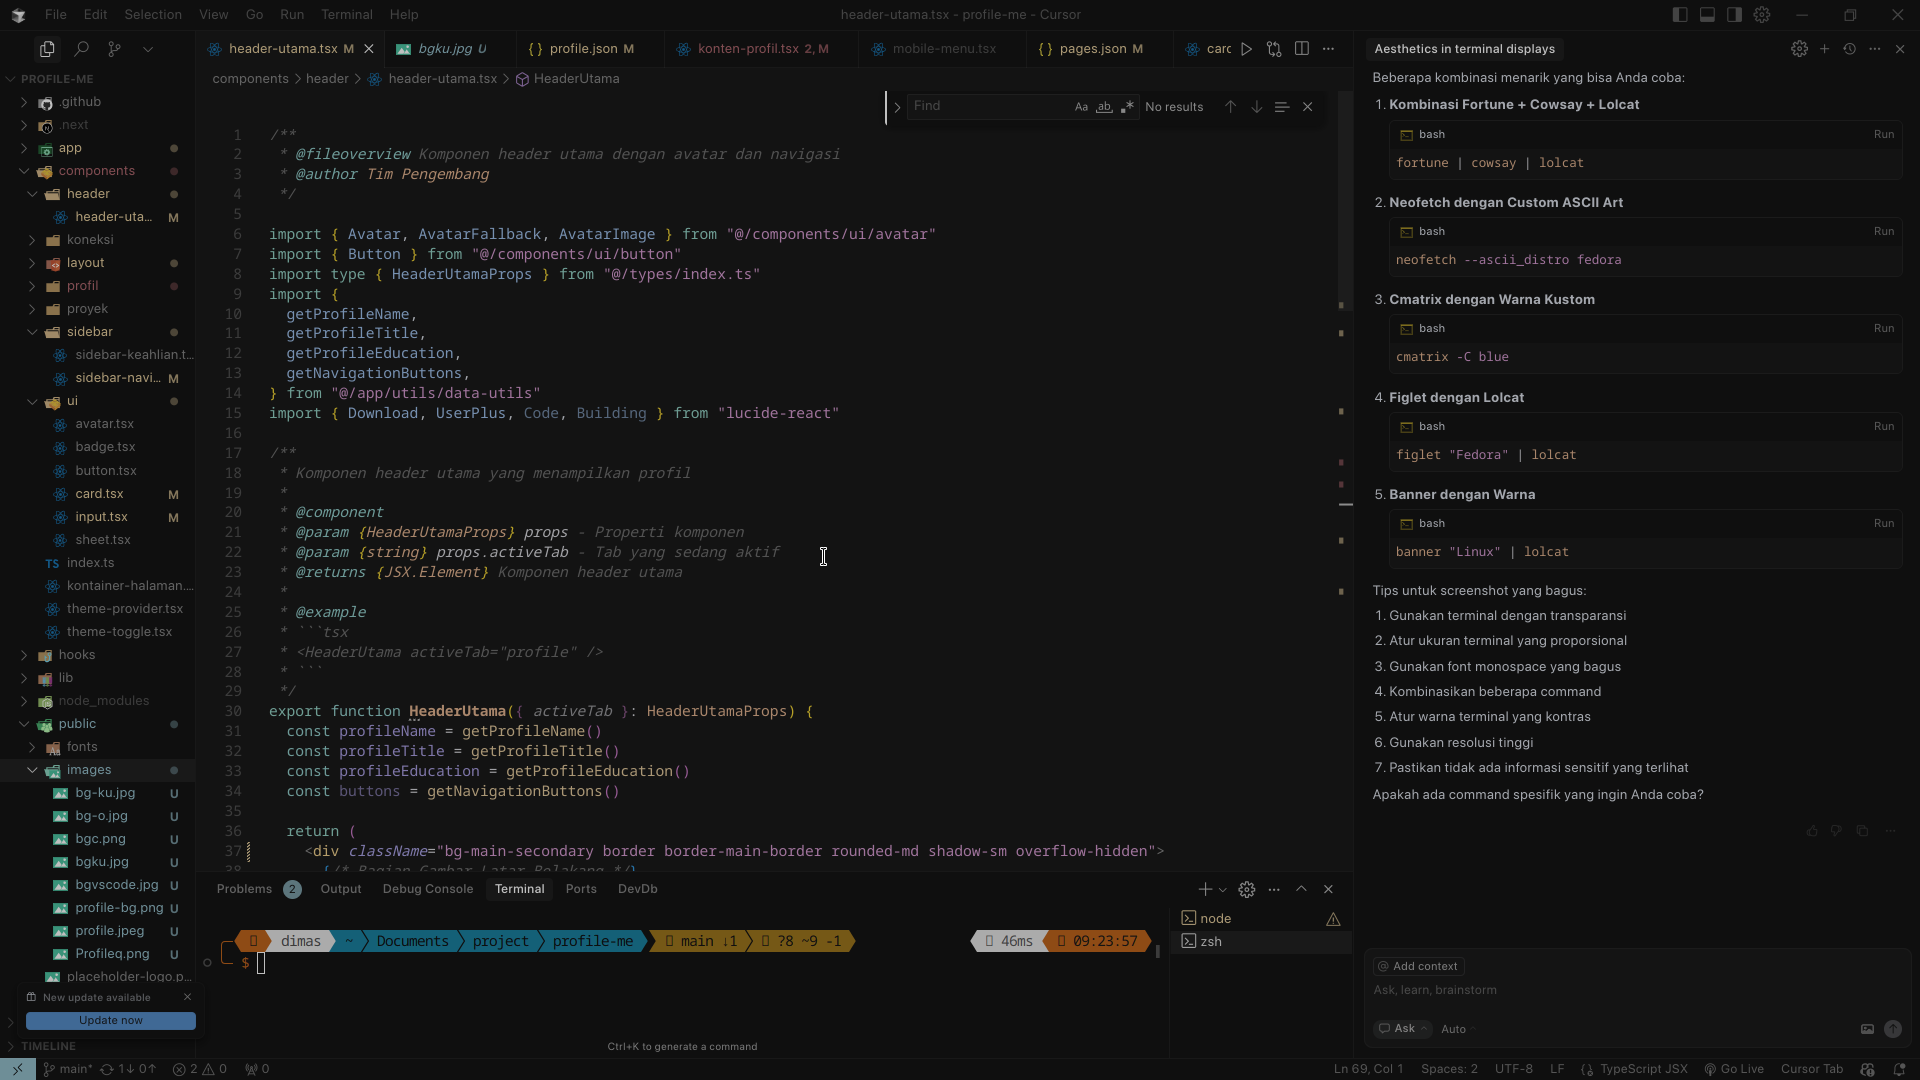 File Edit Selection View Go Run Terminal Help
header-utama.tsx - profile-me - Cursor
header-utama.tsx M
bgku.jpg U
profile.json M
konten-profil.tsx 2, M
mobile-menu.tsx
pages.json M
card
components > header > header-utama.tsx > HeaderUtama
Find
Aa
ab
No results
PROFILE-ME
.github
.next
app
components
header
header-uta... M
koneksi
layout
profil
proyek
sidebar
sidebar-keahlian.t...
sidebar-navi... M
ui
avatar.tsx
badge.tsx
button.tsx
card.tsx M
input.tsx M
sheet.tsx
TS index.ts
kontainer-halaman....
theme-provider.tsx
theme-toggle.tsx
hooks
lib
node_modules
public
fonts
images
bg-ku.jpg U
bg-o.jpg U
bgc.png U
bgku.jpg U
bgvscode.jpg U
profile-bg.png U
profile.jpeg U
Profileq.png U
placeholder-logo.p...
New update available
Update now
TIMELINE
1 /**
2 * @fileoverview Komponen header utama dengan avatar dan navigasi
3 * @author Tim Pengembang
4 */
5
6 import { Avatar, AvatarFallback, AvatarImage } from "@/components/ui/avatar"
7 import { Button } from "@/components/ui/button"
8 import type { HeaderUtamaProps } from "@/types/index.ts"
9 import {
10 getProfileName,
11 getProfileTitle,
12 getProfileEducation,
13 getNavigationButtons,
14 } from "@/app/utils/data-utils"
15 import { Download, UserPlus, Code, Building } from "lucide-react"
16
17 /**
18 * Komponen header utama yang menampilkan profil
19 *
20 * @component
21 * @param {HeaderUtamaProps} props - Properti komponen
22 * @param {string} props.activeTab - Tab yang sedang aktif
23 * @returns {JSX.Element} Komponen header utama
24 *
25 * @example
26 * ```tsx
27 * <HeaderUtama activeTab="profile" />
28 * ```
29 */
30 export function HeaderUtama({ activeTab }: HeaderUtamaProps) {
31 const profileName = getProfileName()
32 const profileTitle = getProfileTitle()
33 const profileEducation = getProfileEducation()
34 const buttons = getNavigationButtons()
35
36 return (
37 <div className="bg-main-secondary border border-main-border rounded-md shadow-sm overflow-hidden">
38 {/* Bagian Gambar Latar Belakang */}
Problems 2 Output Debug Console Terminal Ports DevDb
dimas ~ Documents project profile-me main ↓1 ?8 ~9 -1 46ms 09:23:57
$
node
zsh
Ctrl+K to generate a command
Aesthetics in terminal displays
Beberapa kombinasi menarik yang bisa Anda coba:
1. Kombinasi Fortune + Cowsay + Lolcat
bash Run
fortune | cowsay | lolcat
2. Neofetch dengan Custom ASCII Art
bash Run
neofetch --ascii_distro fedora
3. Cmatrix dengan Warna Kustom
bash Run
cmatrix -C blue
4. Figlet dengan Lolcat
bash Run
figlet "Fedora" | lolcat
5. Banner dengan Warna
bash Run
banner "Linux" | lolcat
Tips untuk screenshot yang bagus:
1. Gunakan terminal dengan transparansi
2. Atur ukuran terminal yang proporsional
3. Gunakan font monospace yang bagus
4. Kombinasikan beberapa command
5. Atur warna terminal yang kontras
6. Gunakan resolusi tinggi
7. Pastikan tidak ada informasi sensitif yang terlihat
Apakah ada command spesifik yang ingin Anda coba?
@ Add context
Ask, learn, brainstorm
Ask Auto
main* 1↓ 0↑ 2 0 0
Ln 69, Col 1 Spaces: 2 UTF-8 LF {} TypeScript JSX Go Live Cursor Tab